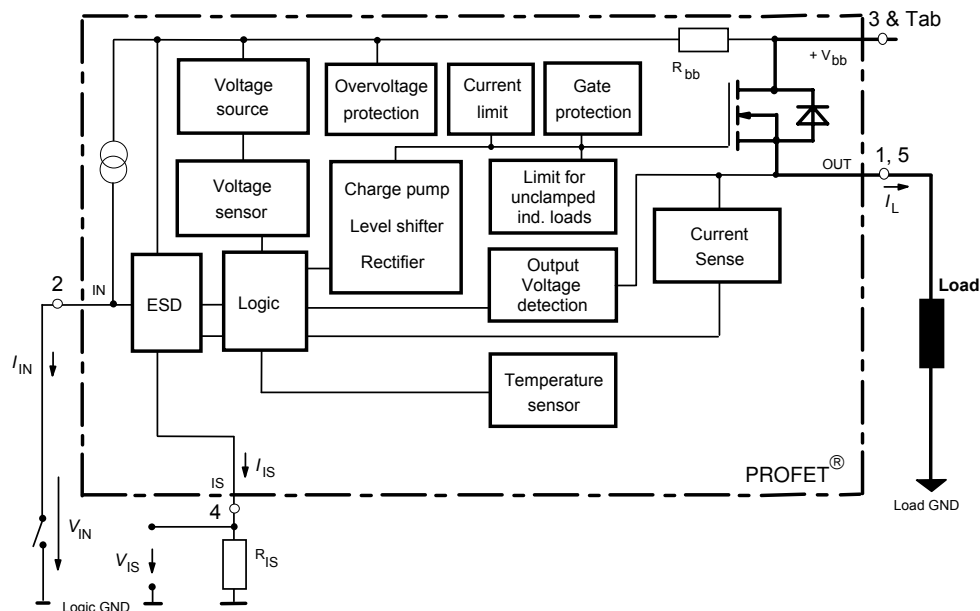 3 & Tab
R bb
+ V bb
Voltage
source
Overvoltage
protection
Current
limit
Gate
protection
Voltage
sensor
Charge pump
Level shifter
Rectifier
Limit for
unclamped
ind. loads
OUT
1, 5
I L
Current
Sense
2
IN
ESD
Logic
Output
Voltage
detection
Load
I IN
Temperature
sensor
I IS
IS
PROFET®
4
Load GND
V IN
V IS
R IS
Logic GND